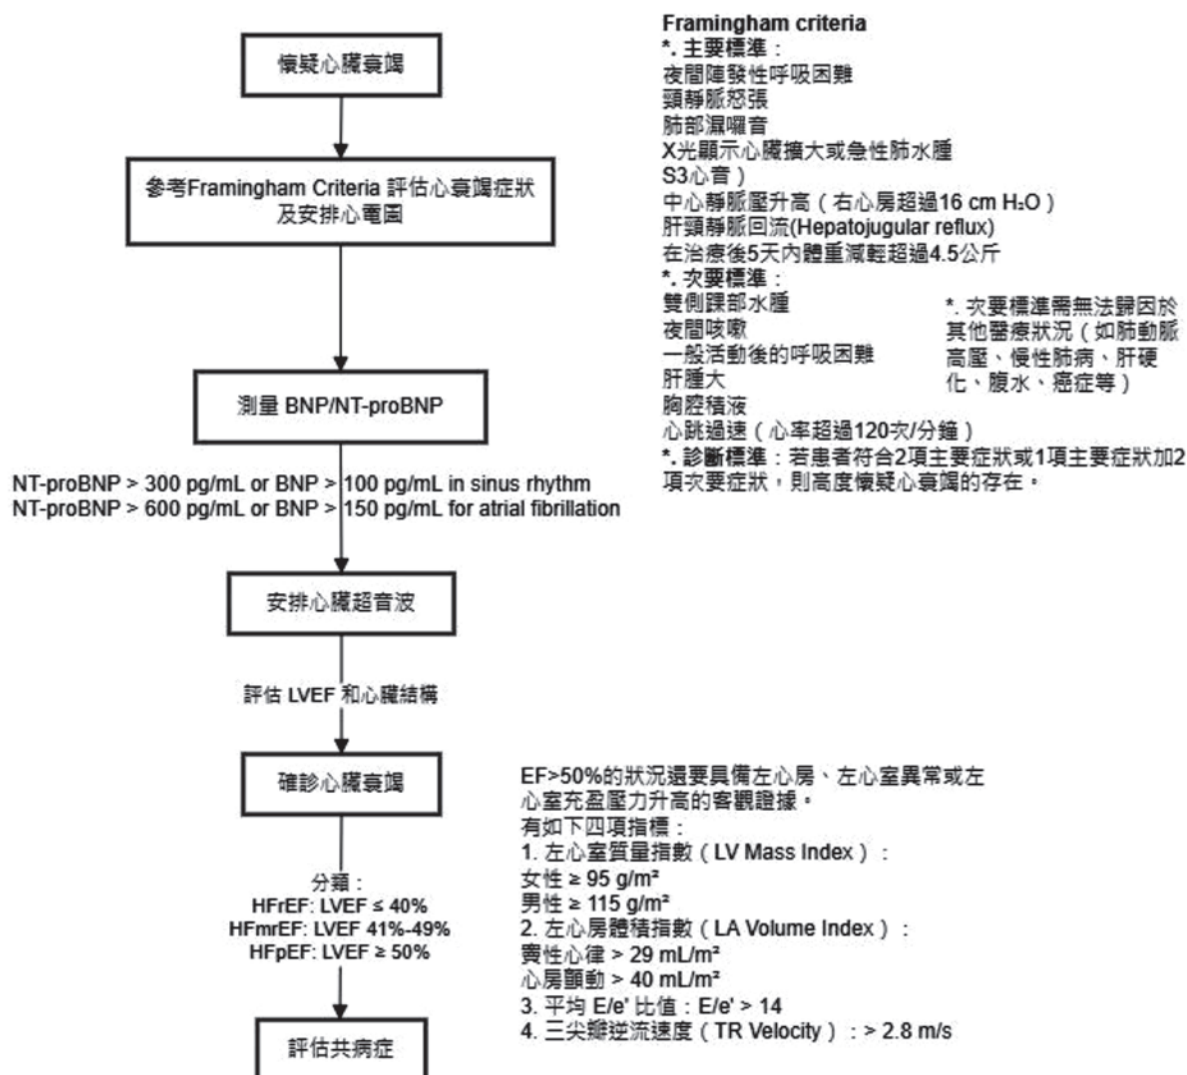 懷疑心臟衰竭
參考Framingham Criteria 評估心衰竭症狀
及安排心電圖
測量 BNP/NT-proBNP
NT-proBNP > 300 pg/mL or BNP > 100 pg/mL in sinus rhythm
NT-proBNP > 600 pg/mL or BNP > 150 pg/mL for atrial fibrillation
安排心臟超音波
評估 LVEF 和心臟結構
確診心臟衰竭
分類：
HFrEF: LVEF ≤ 40%
HFmrEF: LVEF 41%-49%
HFpEF: LVEF ≥ 50%
評估共病症
Framingham criteria
*. 主要標準：
夜間陣發性呼吸困難
頸靜脈怒張
肺部濕囉音
X光顯示心臟擴大或急性肺水腫
S3心音）
中心靜脈壓升高（右心房超過16 cm H₂O）
肝頸靜脈回流(Hepatojugular reflux)
在治療後5天內體重減輕超過4.5公斤
*. 次要標準：
雙側踝部水腫
夜間咳嗽
一般活動後的呼吸困難
肝腫大
胸腔積液
心跳過速（心率超過120次/分鐘）
*. 次要標準需無法歸因於
其他醫療狀況（如肺動脈
高壓、慢性肺病、肝硬
化、腹水、癌症等）
*. 診斷標準：若患者符合2項主要症狀或1項主要症狀加2
項次要症狀，則高度懷疑心衰竭的存在。
EF>50%的狀況還要具備左心房、左心室異常或左
心室充盈壓力升高的客觀證據。
有如下四項指標：
1. 左心室質量指數（LV Mass Index）：
女性 ≥ 95 g/m²
男性 ≥ 115 g/m²
2. 左心房體積指數（LA Volume Index）：
竇性心律 > 29 mL/m²
心房顫動 > 40 mL/m²
3. 平均 E/e' 比值：E/e' > 14
4. 三尖瓣逆流速度（TR Velocity）：> 2.8 m/s